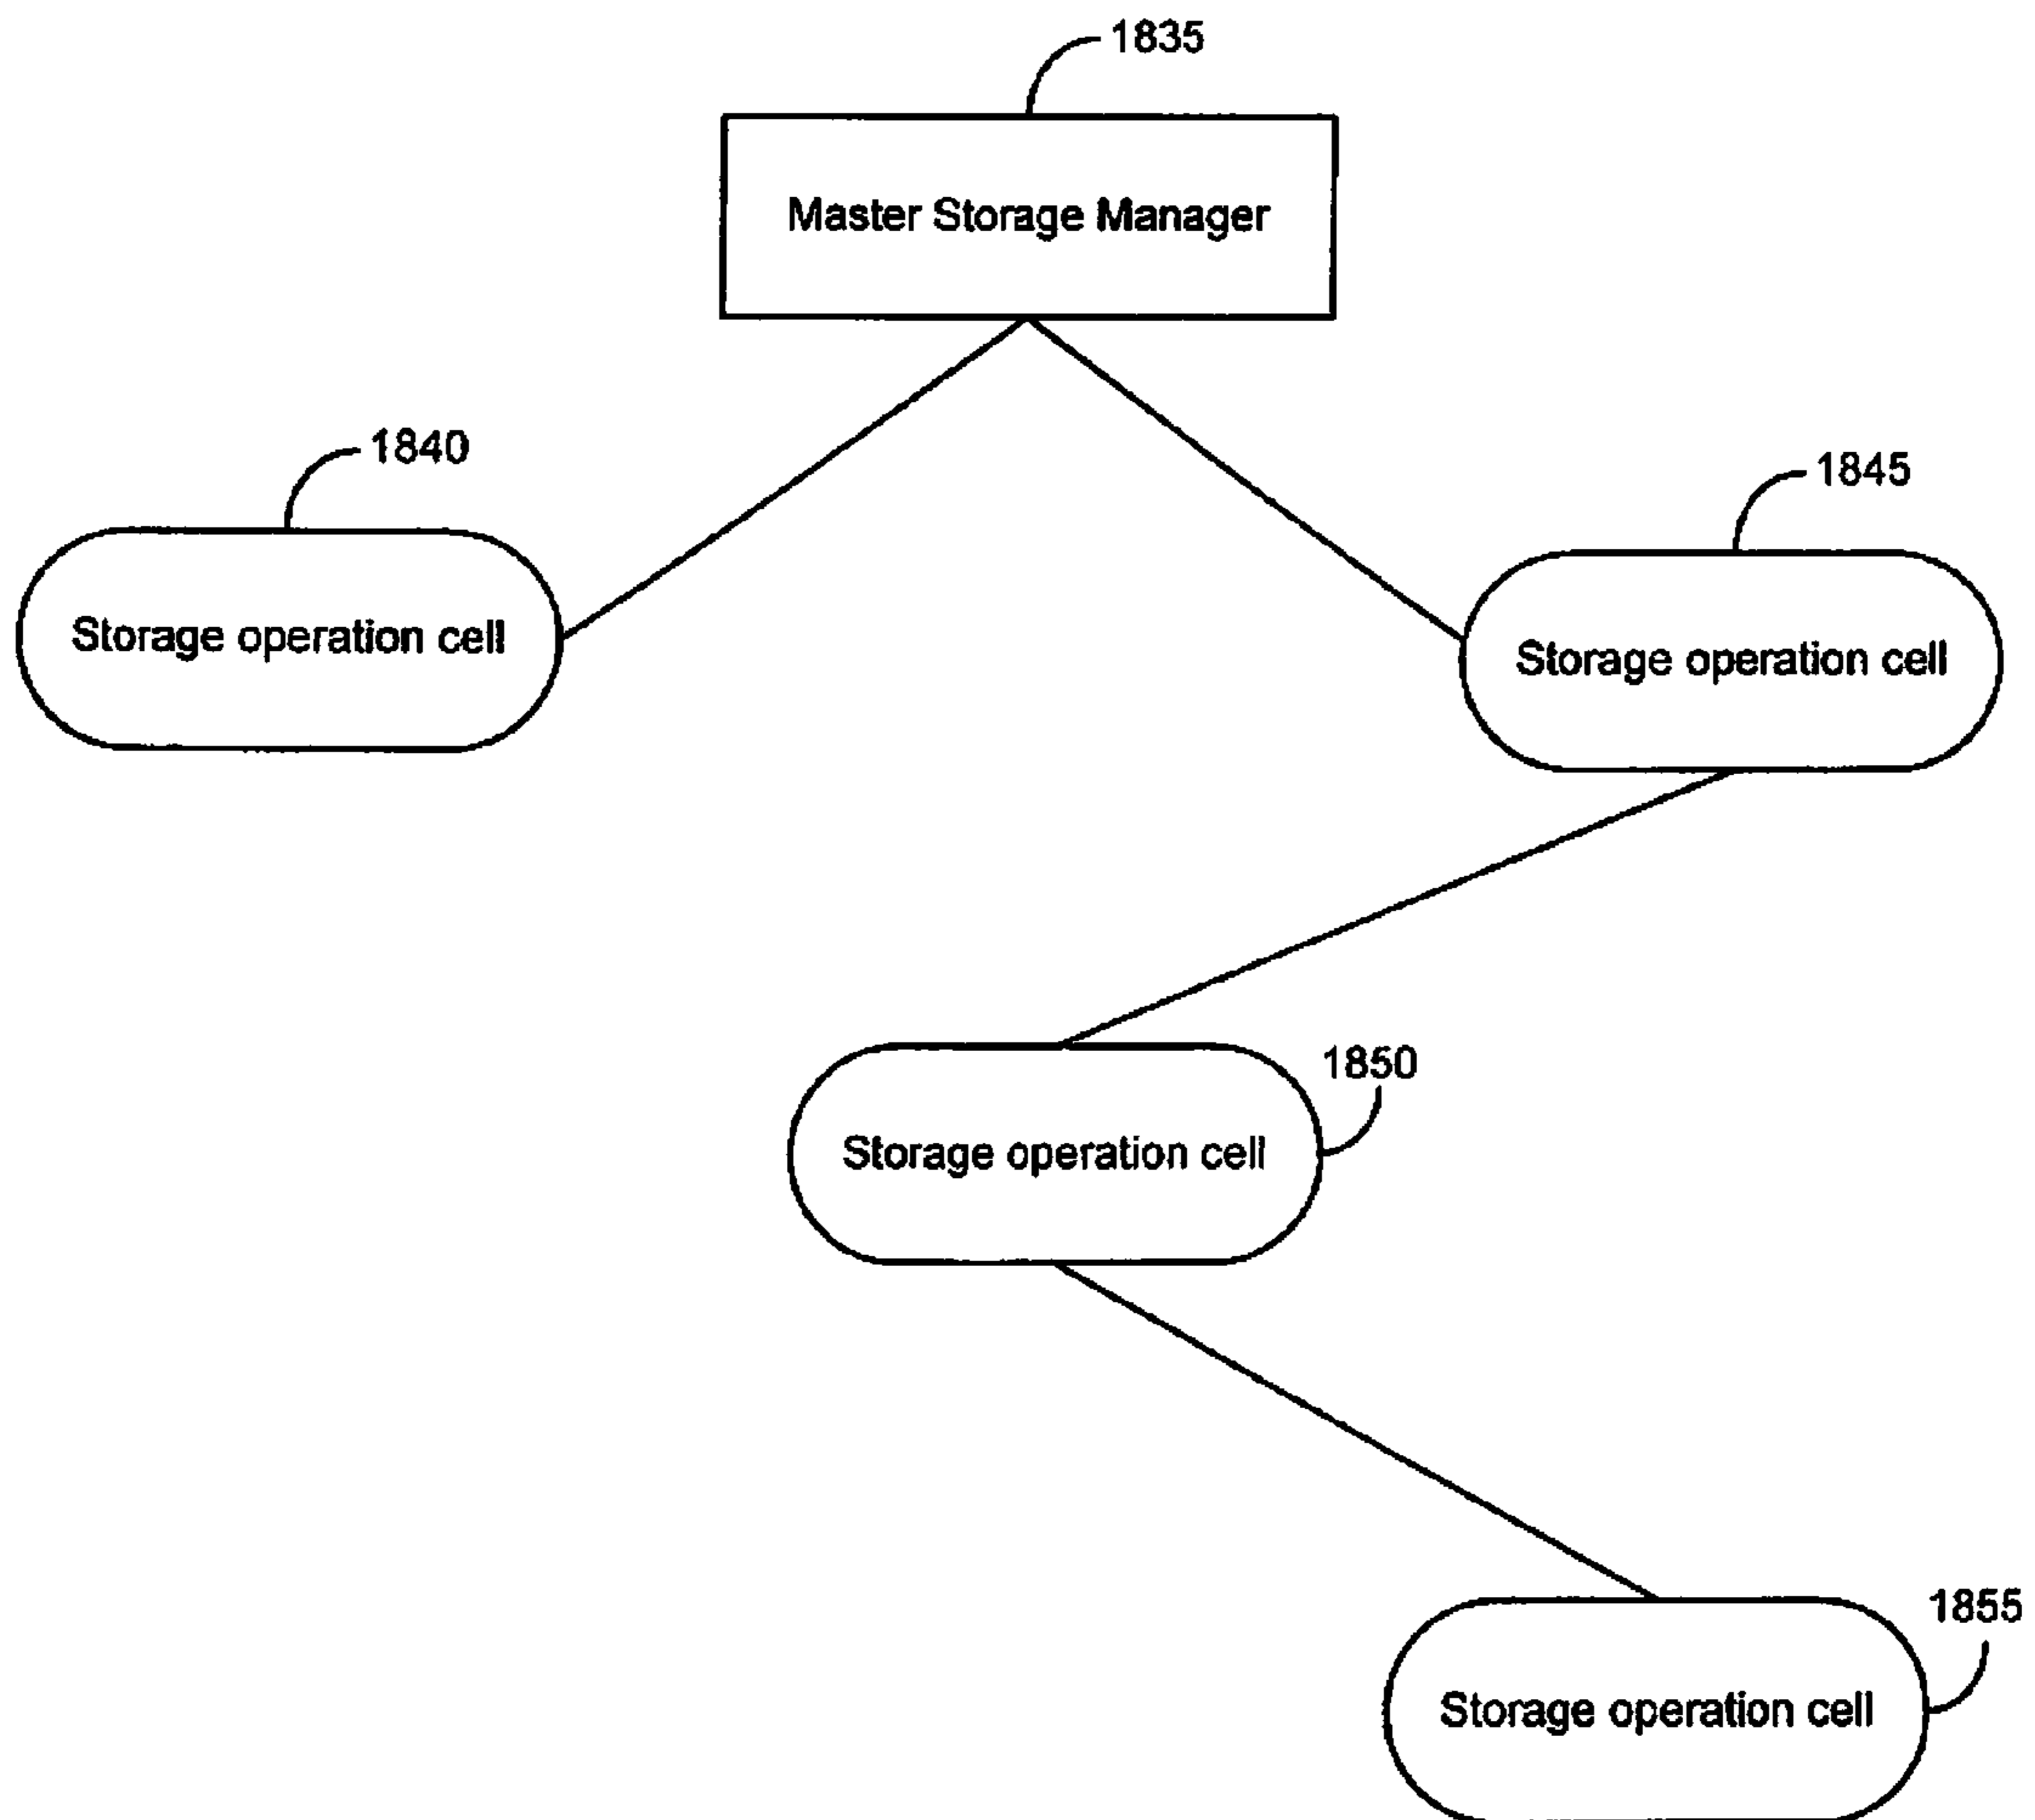 1835
Master Storage Manager
1840
1845
Storage operation cell
Storage operation cell
1850
Storage operation cell
1855
Storage operation cell